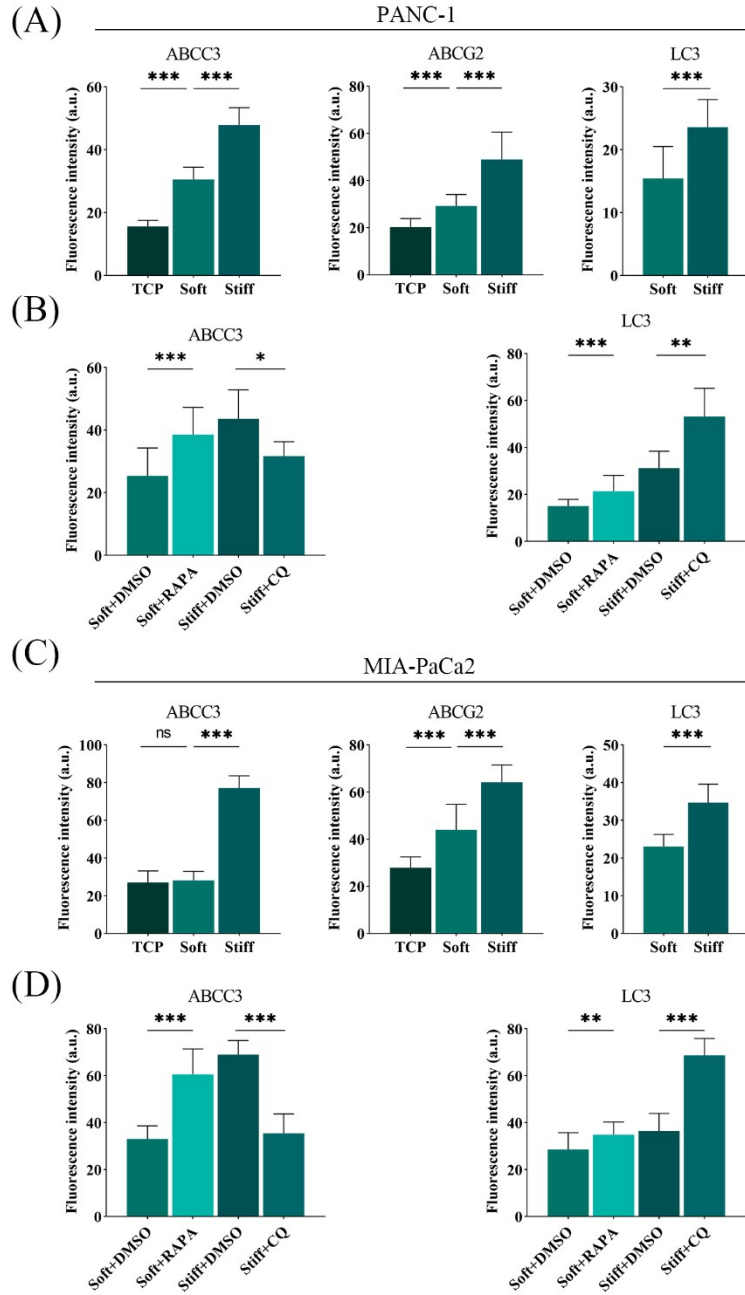 (A)
PANC-1
ABCC3
ABCG2
LC3
*** ***
*** ***
***
Fluorescence intensity (a.u.)
60
40
20
0
TCP Soft Stiff
Fluorescence intensity (a.u.)
80
60
40
20
0
TCP Soft Stiff
Fluorescence intensity (a.u.)
30
20
10
0
Soft Stiff
(B)
ABCC3
LC3
*** *
*** **
Fluorescence intensity (a.u.)
60
40
20
0
Soft+DMSO
Soft+RAPA
Stiff+DMSO
Stiff+CQ
Fluorescence intensity (a.u.)
80
60
40
20
0
Soft+DMSO
Soft+RAPA
Stiff+DMSO
Stiff+CQ
(C)
MIA-PaCa2
ABCC3
ABCG2
LC3
ns ***
*** ***
***
Fluorescence intensity (a.u.)
100
80
60
40
20
0
TCP Soft Stiff
Fluorescence intensity (a.u.)
80
60
40
20
0
TCP Soft Stiff
Fluorescence intensity (a.u.)
50
40
30
20
10
0
Soft Stiff
(D)
ABCC3
LC3
*** ***
** ***
Fluorescence intensity (a.u.)
80
60
40
20
0
Soft+DMSO
Soft+RAPA
Stiff+DMSO
Stiff+CQ
Fluorescence intensity (a.u.)
80
60
40
20
0
Soft+DMSO
Soft+RAPA
Stiff+DMSO
Stiff+CQ